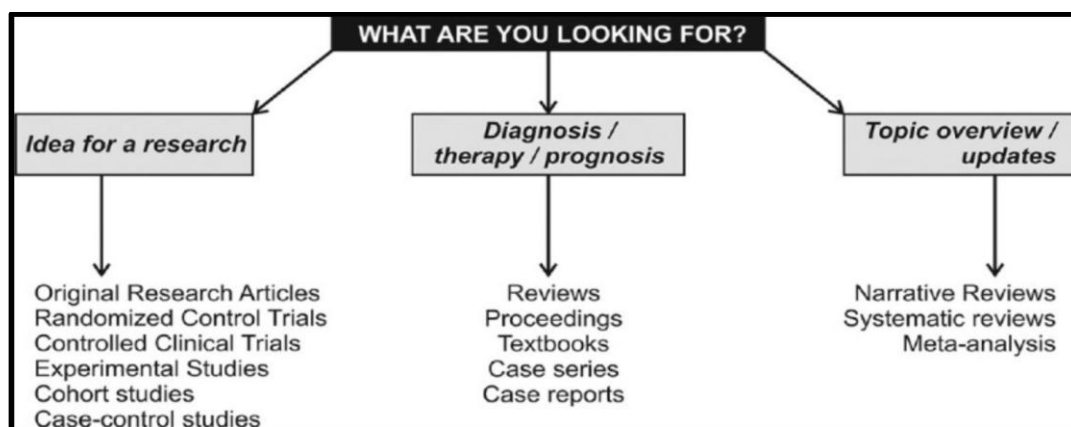 WHAT ARE YOU LOOKING FOR?
Idea for a research
Diagnosis /
therapy / prognosis
Topic overview /
updates
Original Research Articles
Randomized Control Trials
Controlled Clinical Trials
Experimental Studies
Cohort studies
Case-control studies
Reviews
Proceedings
Textbooks
Case series
Case reports
Narrative Reviews
Systematic reviews
Meta-analysis